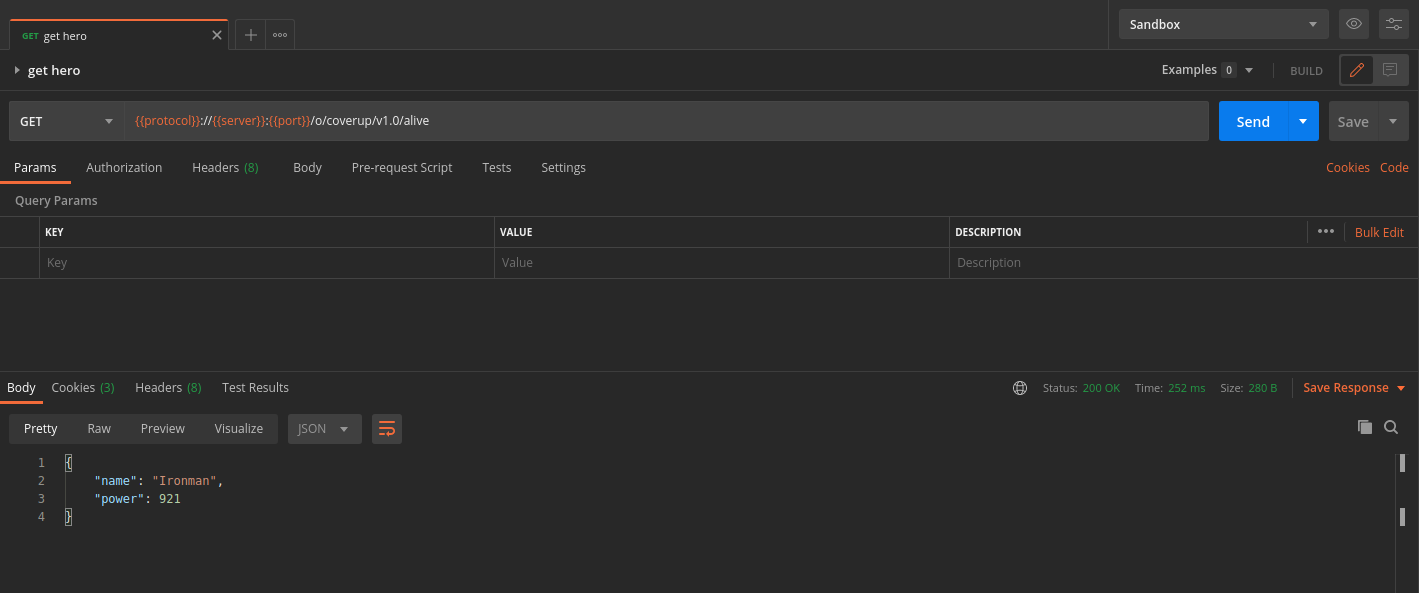 GET get hero
Sandbox
get hero
Examples 0
BUILD
GET
{{protocol}}://{{server}}:{{port}}/o/coverup/v1.0/alive
Send
Save
Params Authorization Headers (8) Body Pre-request Script Tests Settings
Cookies Code
Query Params
KEY VALUE DESCRIPTION
Bulk Edit
Key Value Description
Body Cookies (3) Headers (8) Test Results
Status: 200 OK Time: 252 ms Size: 280 B Save Response
Pretty Raw Preview Visualize JSON
1 {
2 "name": "Ironman",
3 "power": 921
4 }